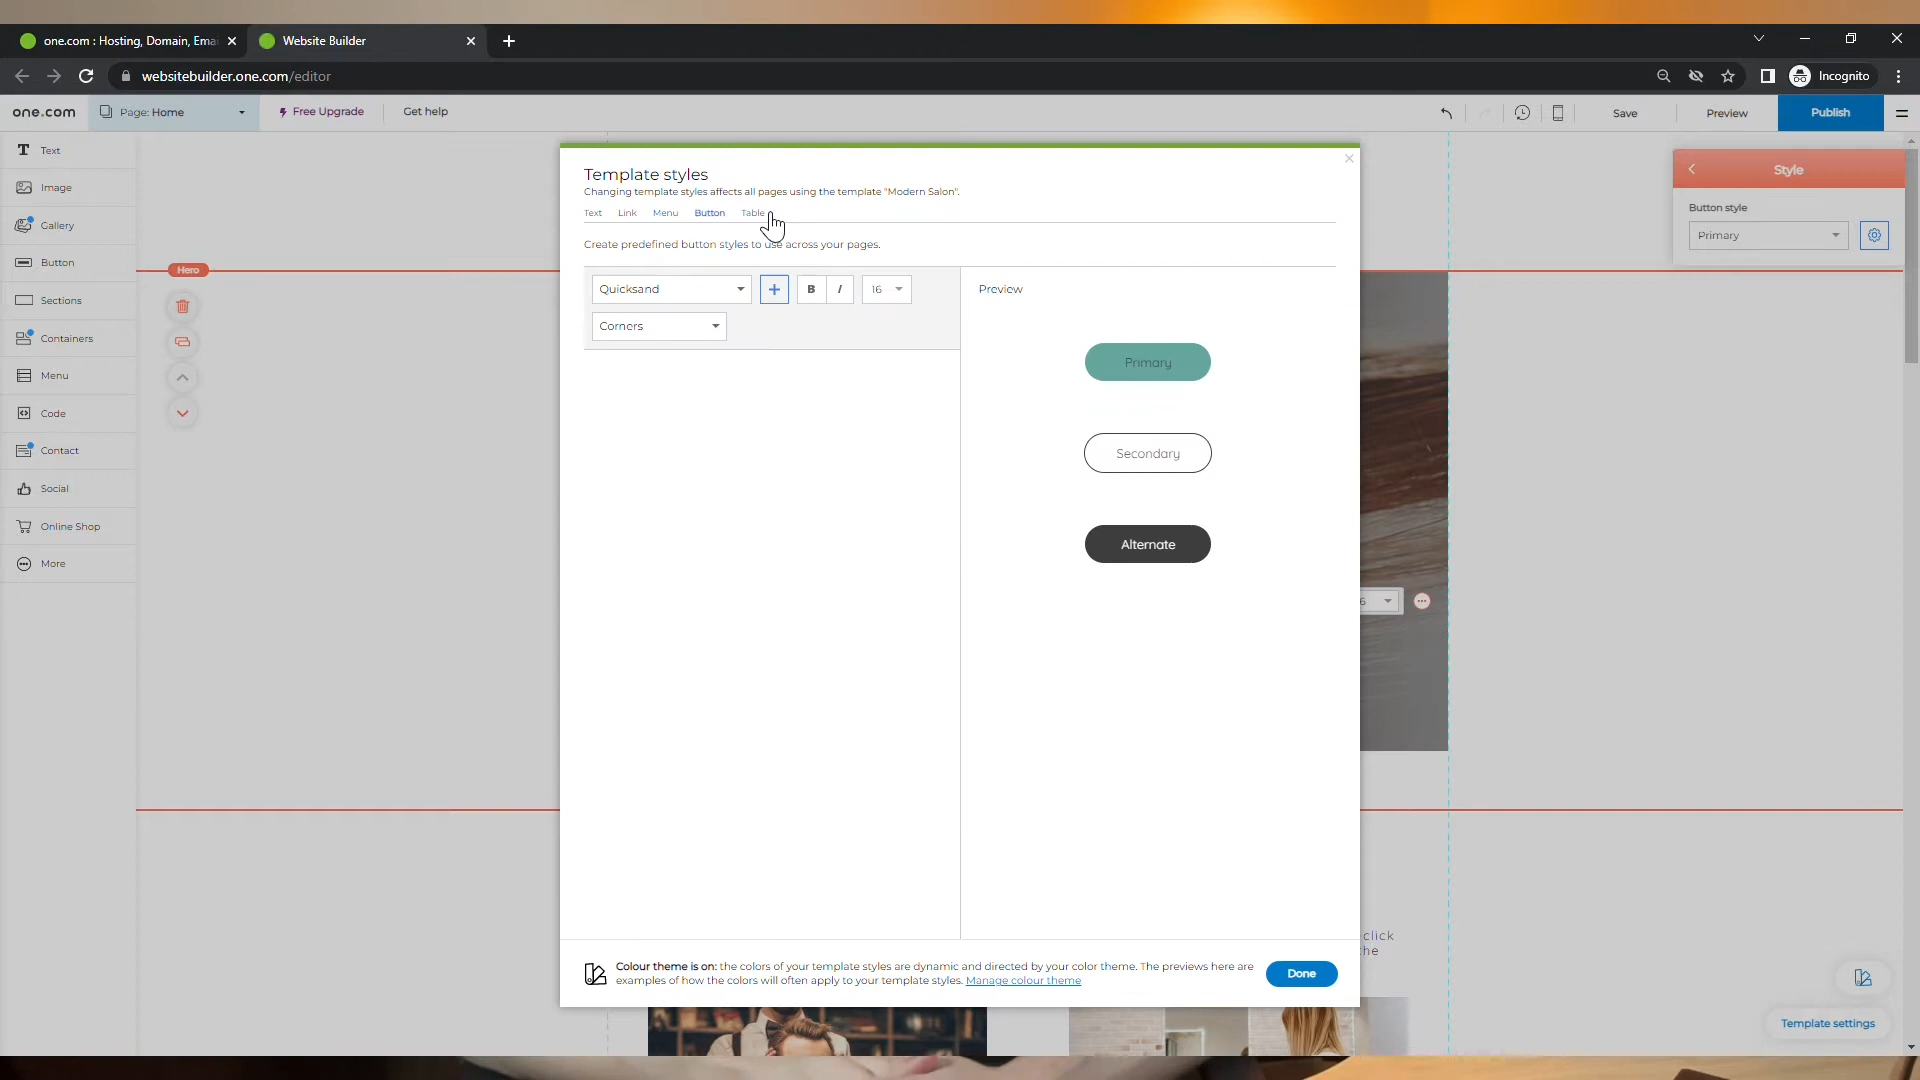 one.com : Hosting, Domain, Emai
Website Builder
websitebuilder.one.com/editor
Incognito
one.com
Page: Home
Free Upgrade
Get help
Save
Preview
Publish
Text
Image
Gallery
Button
Sections
Containers
Menu
Code
Contact
Social
Online Shop
More
Hero
Template styles
Changing template styles affects all pages using the template "Modern Salon".
Text Link Menu Button Table
Create predefined button styles to use across your pages.
Quicksand
B I 16
Corners
Preview
Primary
Secondary
Alternate
Colour theme is on: the colors of your template styles are dynamic and directed by your color theme. The previews here are
examples of how the colors will often apply to your template styles. Manage colour theme
Done
Style
Button style
Primary
6
click
he
Template settings